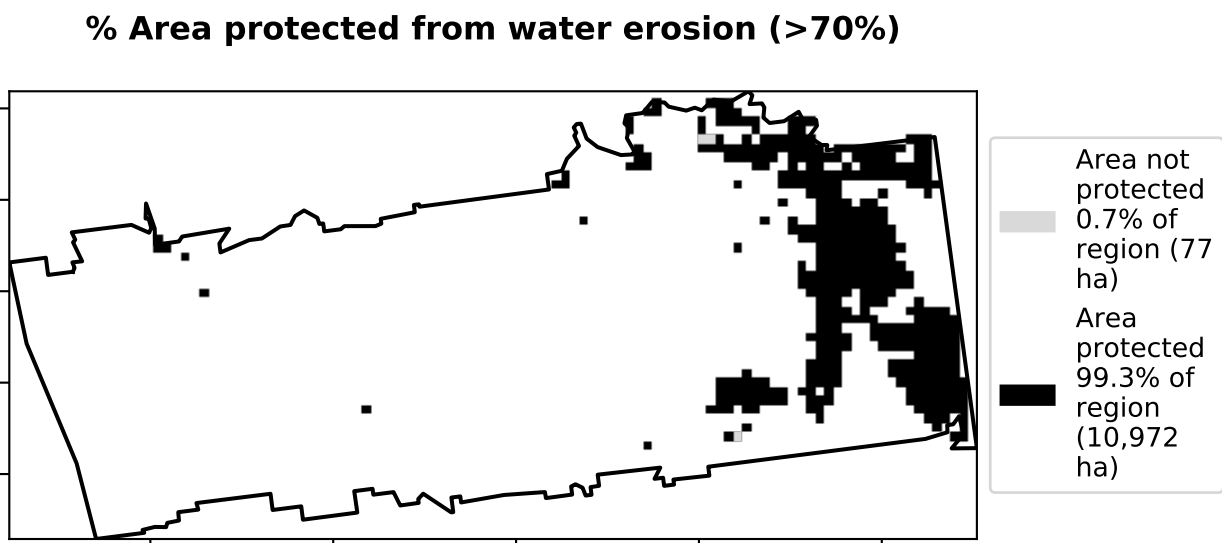 % Area protected from water erosion (>70%)
Area not
protected
0.7% of
region (77
ha)
Area
protected
99.3% of
region
(10,972
ha)